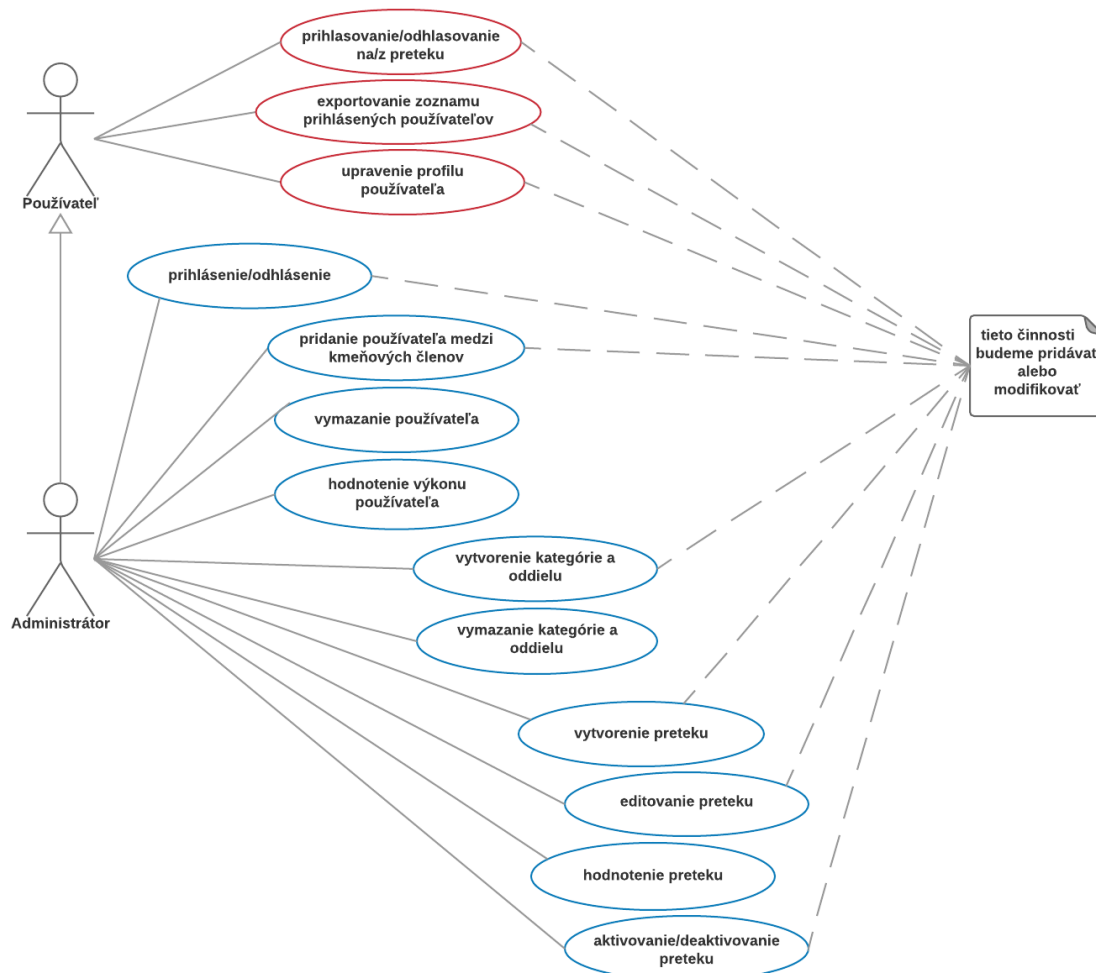 prihlasovanie/odhlasovanie
na/z preteku
exportovanie zoznamu
prihlásených používateľov
upravenie profilu
používateľa
Používateľ
prihlásenie/odhlásenie
pridanie používateľa medzi
kmeňových členov
tieto činnosti
budeme pridávať
alebo
modifikovať
vymazanie používateľa
hodnotenie výkonu
používateľa
vytvorenie kategórie a
oddielu
Administrátor
vymazanie kategórie a
oddielu
vytvorenie preteku
editovanie preteku
hodnotenie preteku
aktivovanie/deaktivovanie
preteku